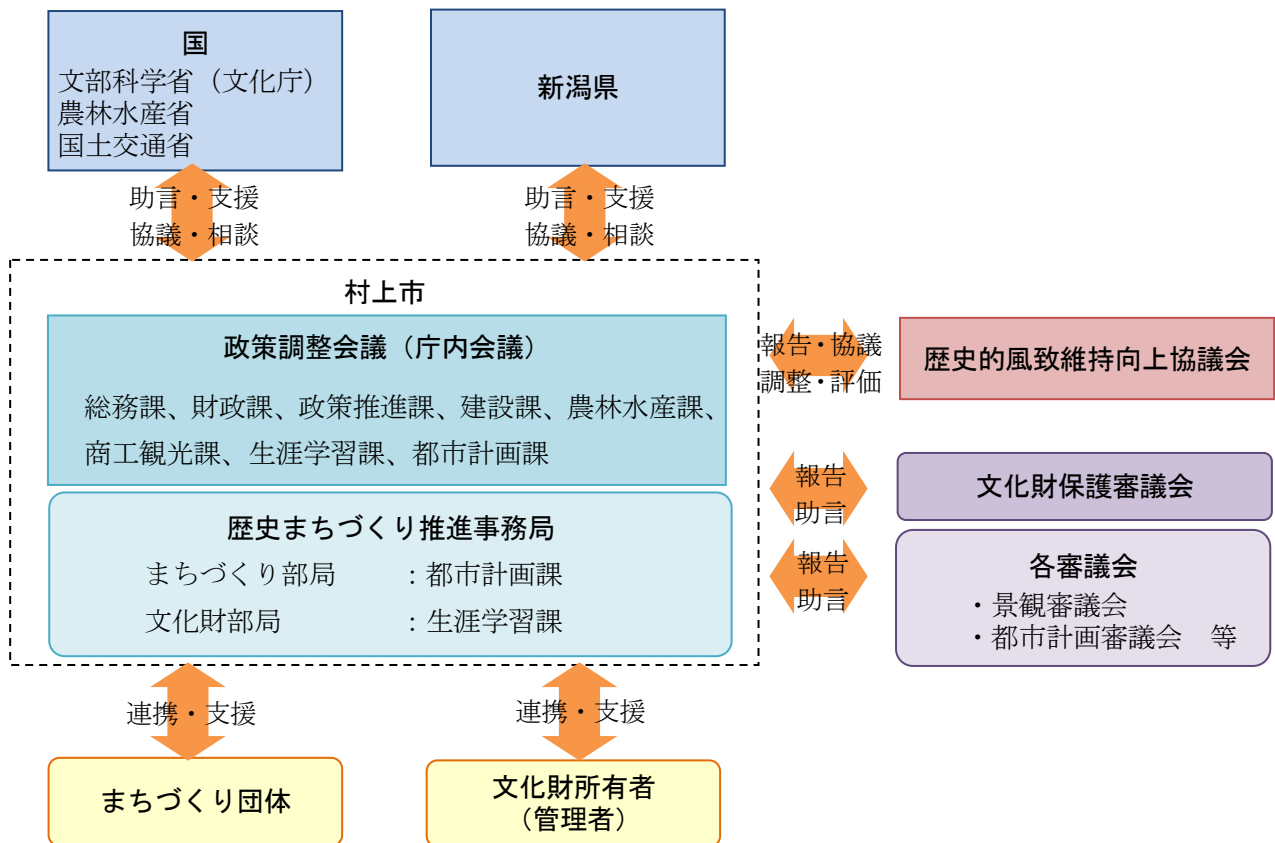 国
文部科学省（文化庁）
農林水産省
国土交通省
新潟県
助言・支援
協議・相談
助言・支援
協議・相談
村上市
政策調整会議（庁内会議）
総務課、財政課、政策推進課、建設課、農林水産課、
商工観光課、生涯学習課、都市計画課
歴史まちづくり推進事務局
まちづくり部局　　：都市計画課
文化財部局　　　　：生涯学習課
報告・協議
調整・評価
歴史的風致維持向上協議会
報告
助言
文化財保護審議会
報告
助言
各審議会
・景観審議会
・都市計画審議会　等
連携・支援
連携・支援
まちづくり団体
文化財所有者
（管理者）